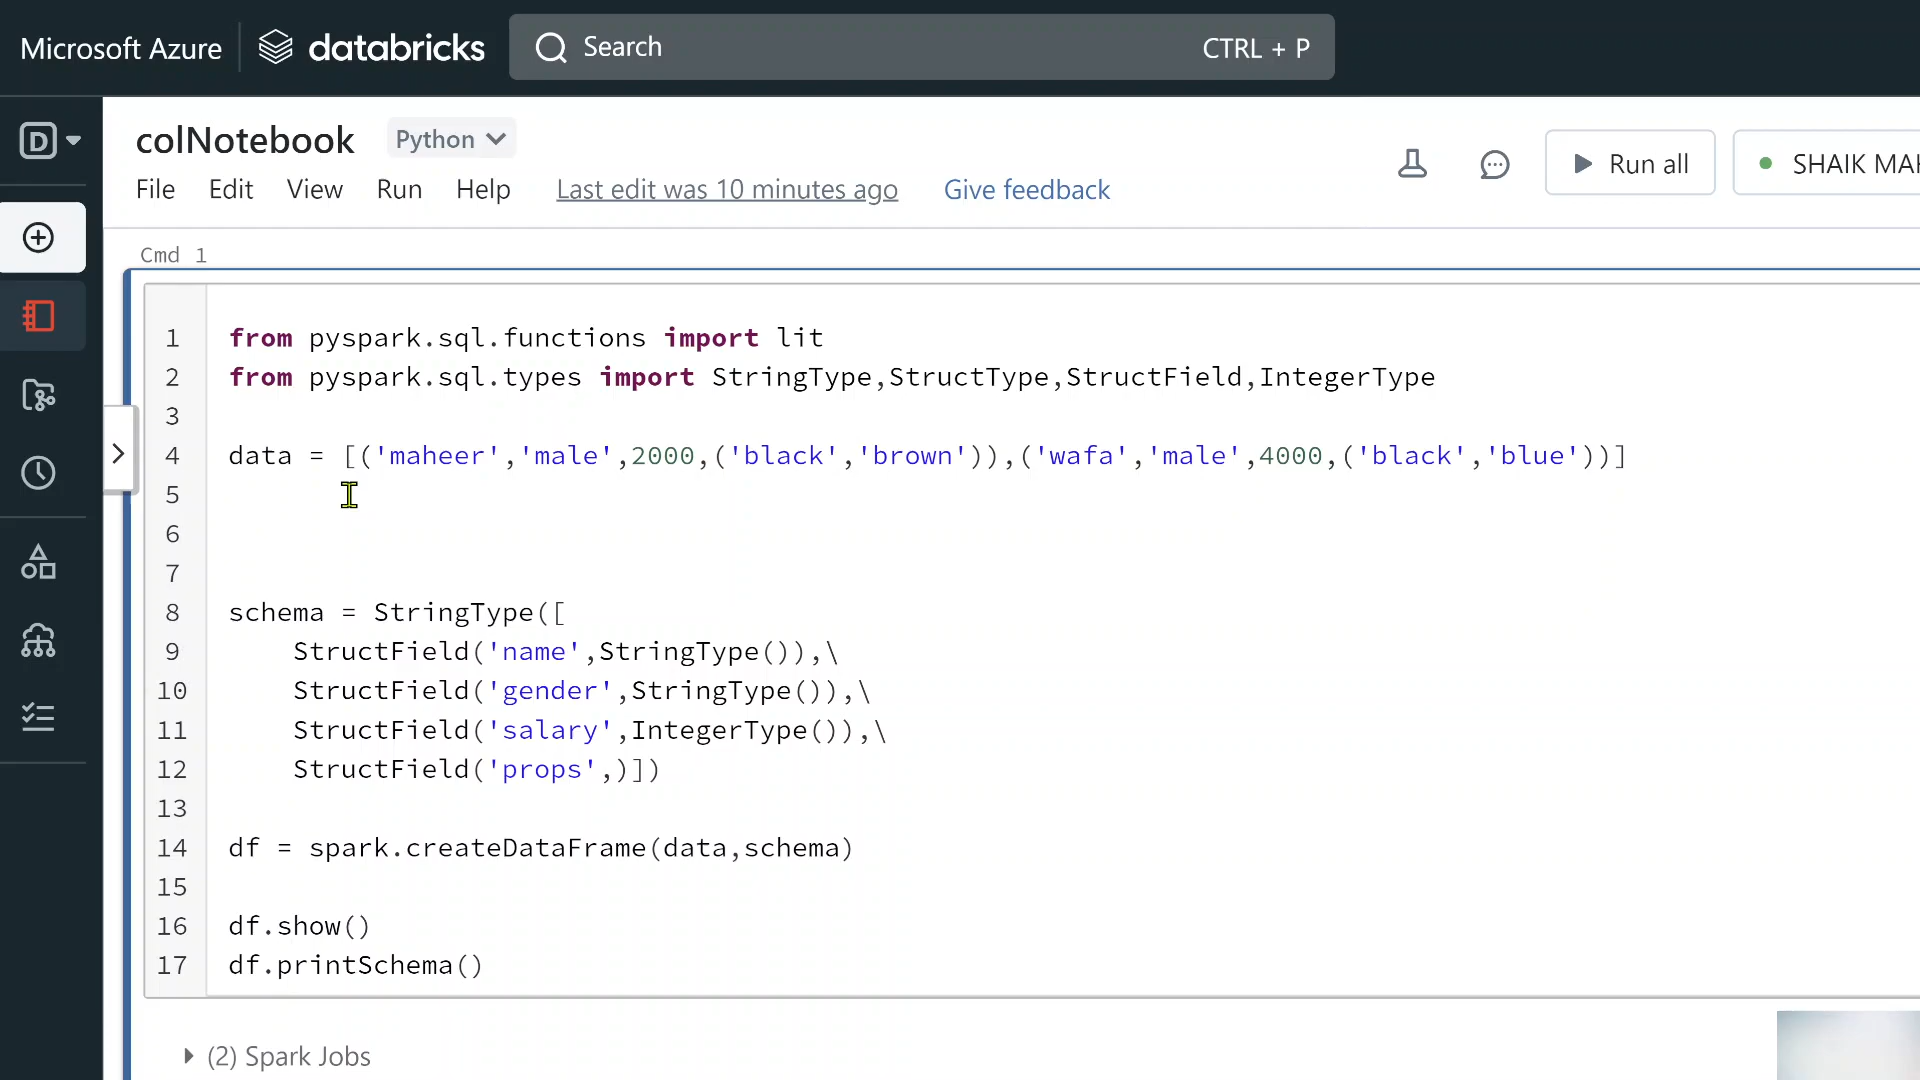 Microsoft Azure databricks Search CTRL + P
colNotebook Python
File Edit View Run Help Last edit was 10 minutes ago Give feedback Run all SHAIK MAH
Cmd 1
1 from pyspark.sql.functions import lit
2 from pyspark.sql.types import StringType,StructType,StructField,IntegerType
3
4 data = [('maheer','male',2000,('black','brown')),('wafa','male',4000,('black','blue'))]
5
6
7
8 schema = StringType([
9 StructField('name',StringType()),\
10 StructField('gender',StringType()),\
11 StructField('salary',IntegerType()),\
12 StructField('props',)])
13
14 df = spark.createDataFrame(data,schema)
15
16 df.show()
17 df.printSchema()
(2) Spark Jobs